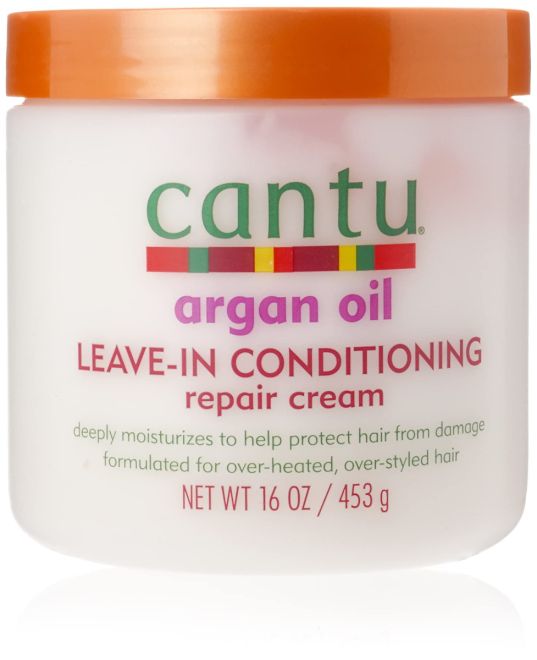 cantu®
argan oil
LEAVE-IN CONDITIONING
repair cream
deeply moisturizes to help protect hair from damage
formulated for over-heated, over-styled hair
NET WT 16 OZ / 453 g